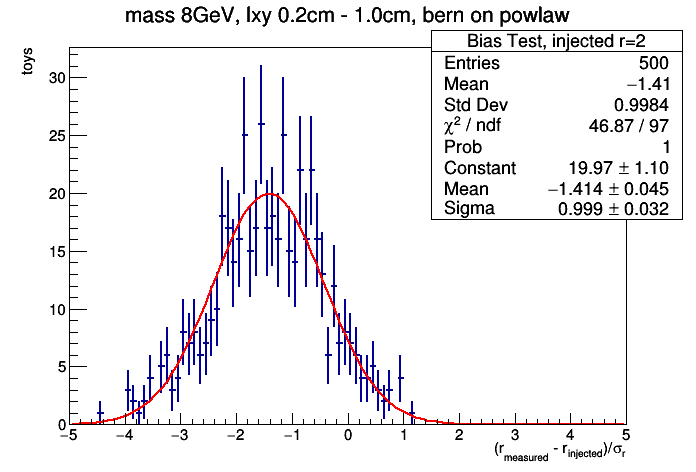 mass 8GeV, lxy 0.2cm - 1.0cm, bern on powlaw
toys
Bias Test, injected r=2
Entries 500
Mean −1.41
Std Dev 0.9984
χ² / ndf 46.87 / 97
Prob 1
Constant 19.97 ± 1.10
Mean −1.414 ± 0.045
Sigma 0.999 ± 0.032
30
25
20
15
10
5
0
−5 −4 −3 −2 −1 0 1 2 3 4 5
(r_measured - r_injected)/σ_r